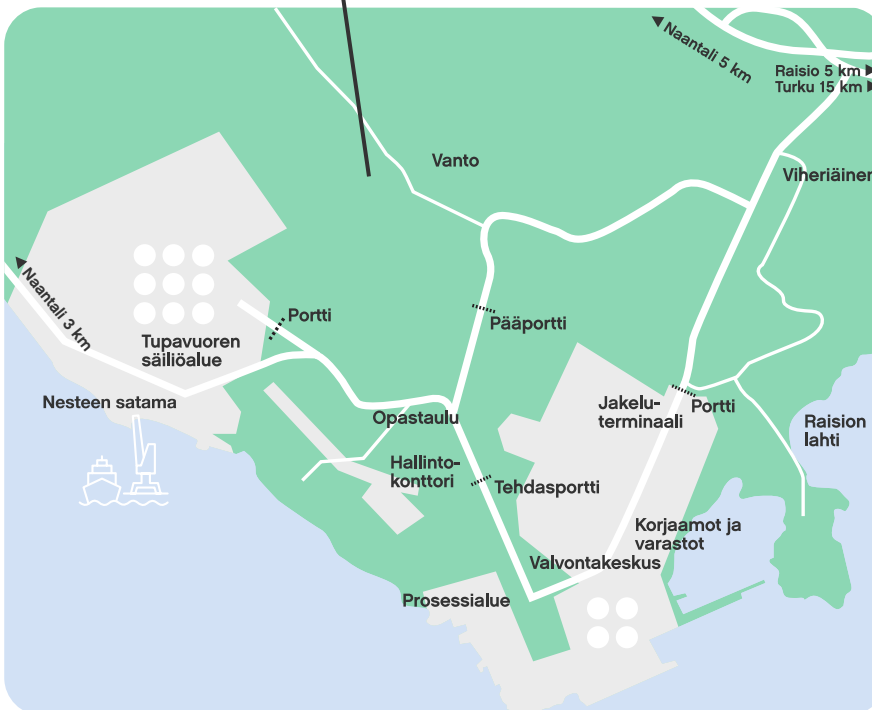 Naantali 5 km
Raisio 5 km
Turku 15 km
Vanto
Viheriäinen
Naantali 3 km
Portti
Pääportti
Tupavuoren
säiliöalue
Nesteen satama
Opastaulu
Jakelu-
terminaali
Portti
Raision
lahti
Hallinto-
konttori
Tehdasportti
Korjaamot ja
varastot
Valvontakeskus
Prosessialue